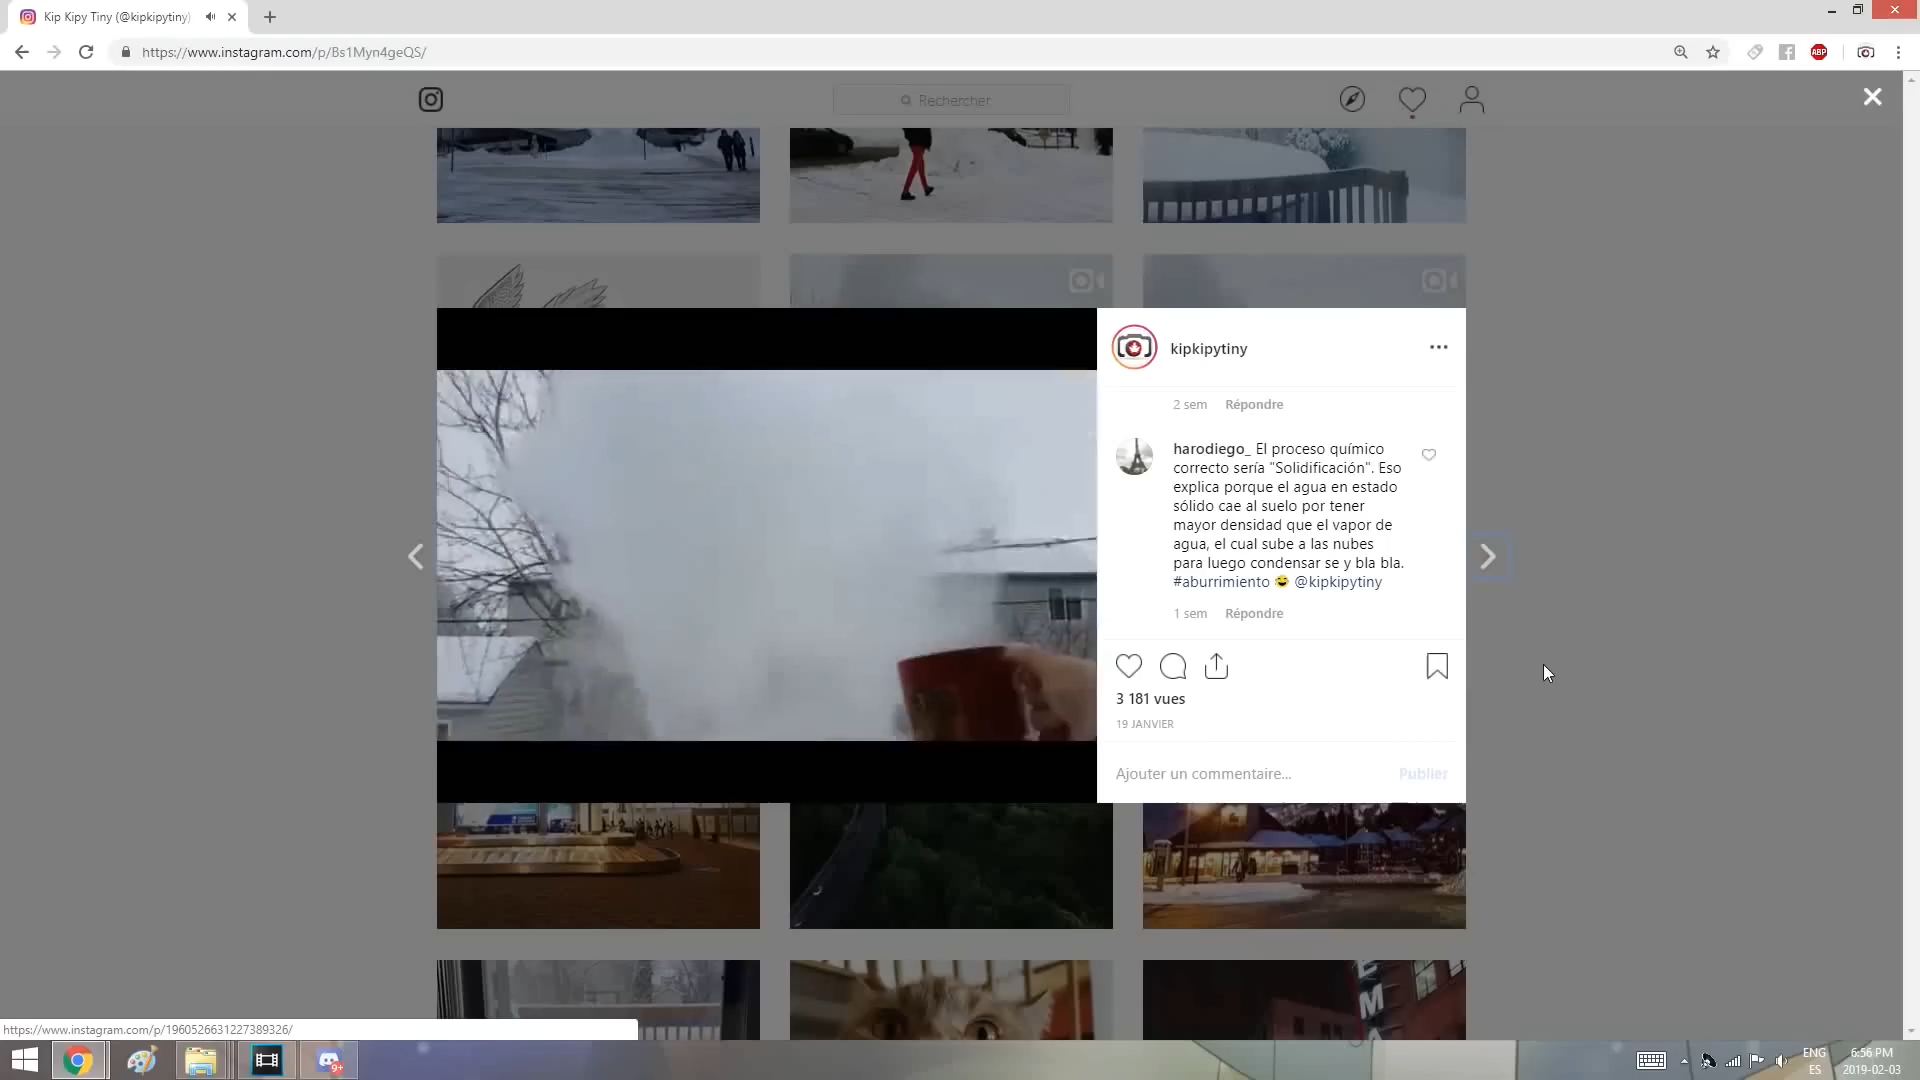 Kip Kipy Tiny (@kipkipytiny)
https://www.instagram.com/p/Bs1Myn4geQS/
ABP
Rechercher
kipkipytiny
2 sem Répondre
harodiego_ El proceso químico
correcto sería "Solidificación". Eso
explica porque el agua en estado
sólido cae al suelo por tener
mayor densidad que el vapor de
agua, el cual sube a las nubes
para luego condensar se y bla bla.
#aburrimiento 😂 @kipkipytiny
1 sem Répondre
3 181 vues
19 JANVIER
Ajouter un commentaire...
Publier
https://www.instagram.com/p/1960526631227389326/
9+
ENG
ES
6:56 PM
2019-02-03